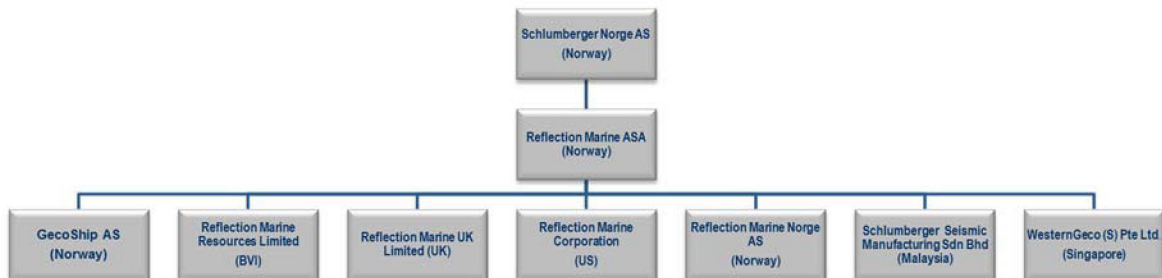 Schlumberger Norge AS
(Norway)
Reflection Marine ASA
(Norway)
GecoShip AS
(Norway)
Reflection Marine
Resources Limited
(BVI)
Reflection Marine UK
Limited (UK)
Reflection Marine
Corporation
(US)
Reflection Marine Norge
AS
(Norway)
Schlumberger Seismic
Manufacturing Sdn Bhd
(Malaysia)
WesternGeco (S) Pte Ltd.
(Singapore)